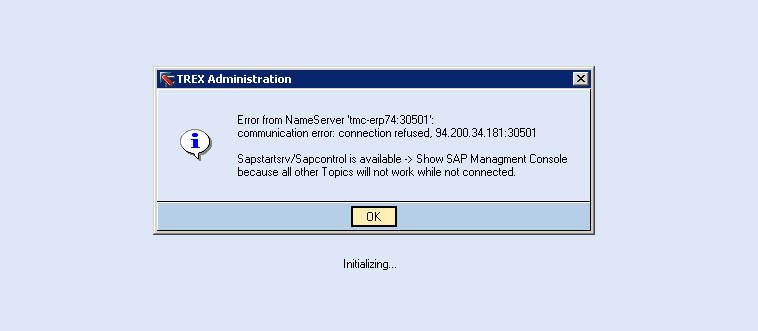 TREX Administration
Error from NameServer 'tmc-erp74:30501':
communication error: connection refused, 94.200.34.181:30501
Sapstartsrv/Sapcontrol is available -> Show SAP Managment Console
because all other Topics will not work while not connected.
OK
Initializing...